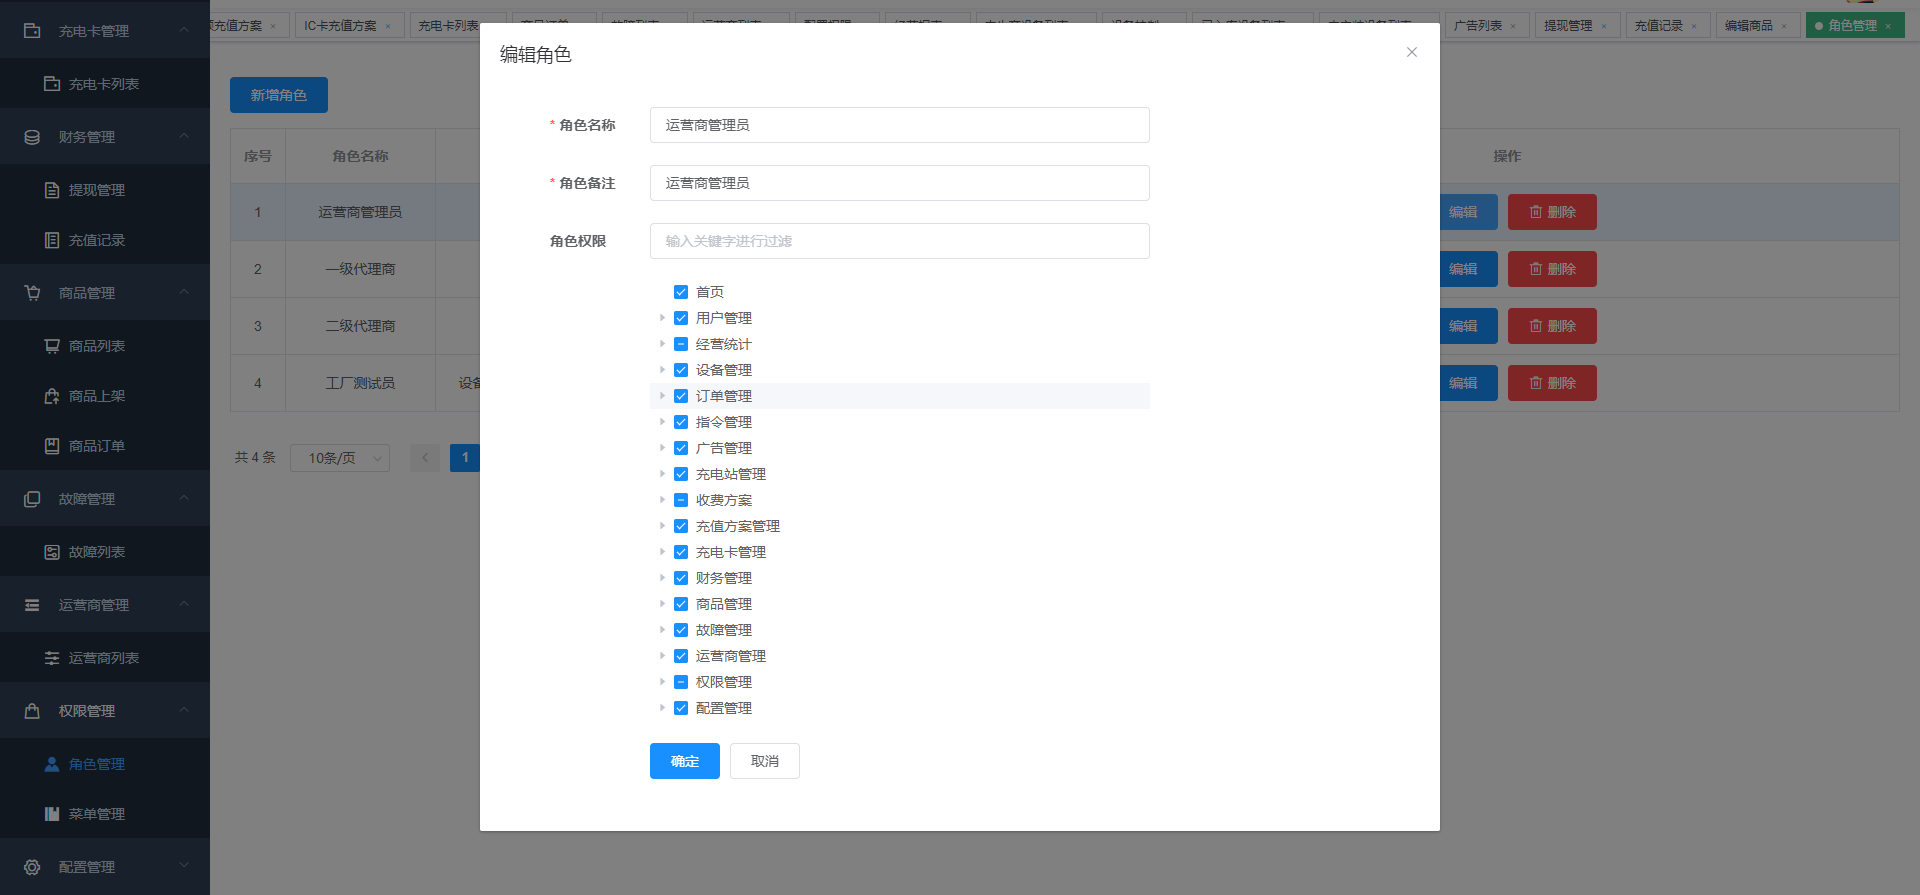 充电卡管理
充电卡列表
财务管理
提现管理
充值记录
商品管理
商品列表
商品上架
商品订单
故障管理
故障列表
运营商管理
运营商列表
权限管理
角色管理
菜单管理
配置管理
充值方案 ×
IC卡充值方案 ×
充电卡列表
广告列表 ×
提现管理 ×
充值记录 ×
编辑商品 ×
角色管理 ×
新增角色
序号 角色名称 操作
1 运营商管理员 编辑 删除
2 一级代理商 编辑 删除
3 二级代理商 编辑 删除
4 工厂测试员 设备 编辑 删除
共 4 条 10条/页 1
编辑角色
* 角色名称 运营商管理员
* 角色备注 运营商管理员
角色权限 输入关键字进行过滤
首页
用户管理
经营统计
设备管理
订单管理
指令管理
广告管理
充电站管理
收费方案
充值方案管理
充电卡管理
财务管理
商品管理
故障管理
运营商管理
权限管理
配置管理
确定 取消